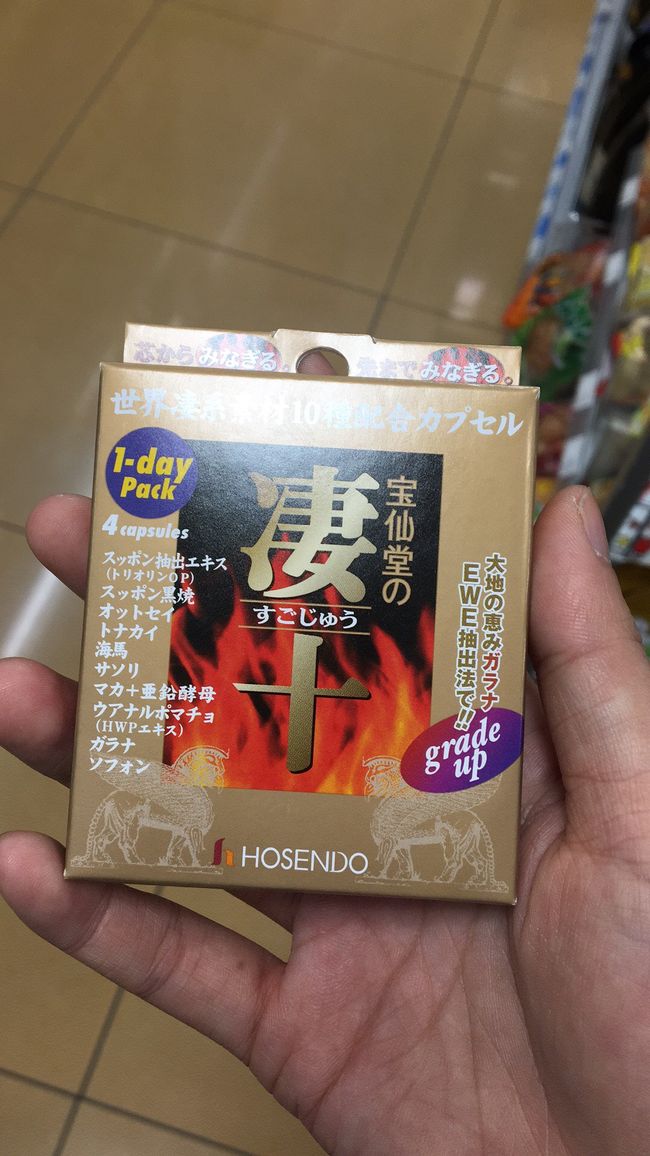 芯からみなぎる。
先までみなぎる。
世界凄系素材10種配合カプセル
1-day
Pack
4 capsules
宝仙堂の
凄十
すごじゅう
スッポン抽出エキス
(トリオリンOP)
スッポン黒焼
オットセイ
トナカイ
海馬
サソリ
マカ+亜鉛酵母
ウアナルポマチョ
(HWPエキス)
ガラナ
ソフォン
大地の恵みガラナ
EWE抽出法で!!
grade
up
HOSENDO